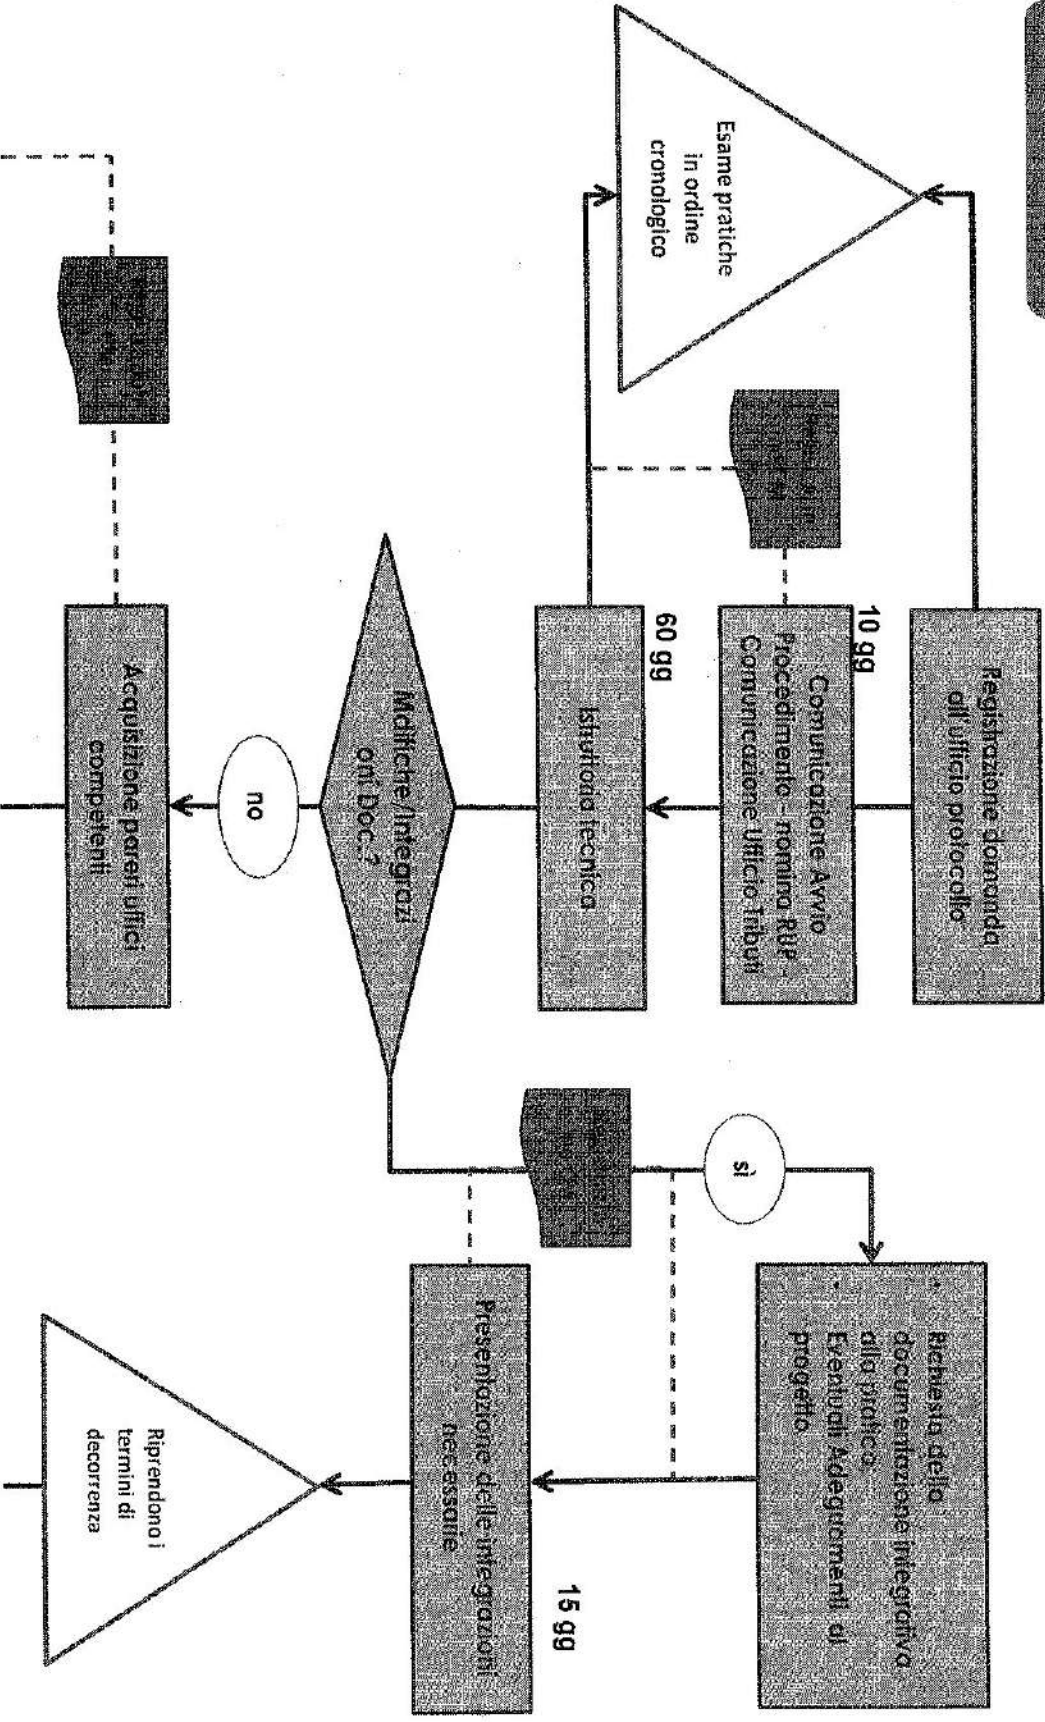 Registrazione domanda
all'ufficio protocollo
10 gg
Comunicazione Avvio
Procedimento - nomina RUP -
Comunicazione Ufficio Tributi
Esame pratiche
in ordine
cronologico
60 gg
Istruttoria tecnica
Mdifiche/Integrazi
oni Doc.?
no
Acquisizione pareri uffici
competenti
sì
• Richiesta della
documentazione integrativa
alla pratica
• Eventuali Adeguamenti di
progetto
15 gg
Presentazione delle integrazioni
necessarie
Riprendono i
termini di
decorrenza